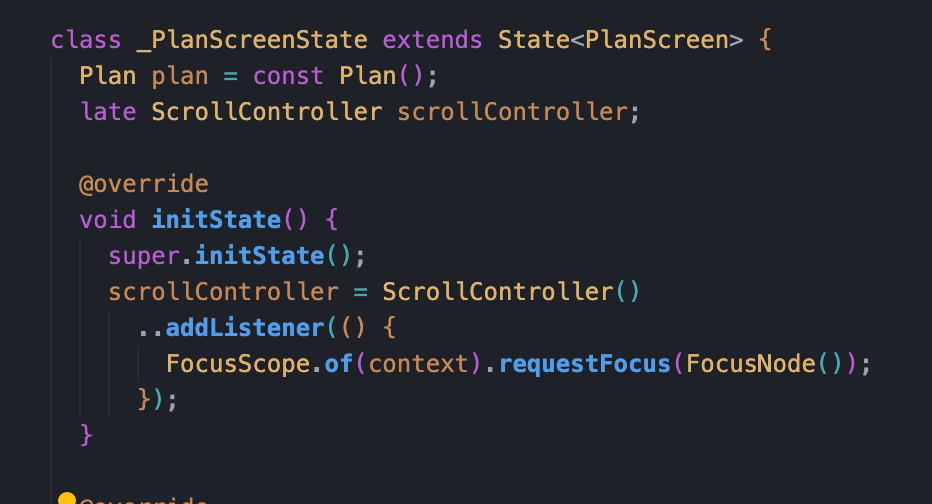 class _PlanScreenState extends State<PlanScreen> {
Plan plan = const Plan();
late ScrollController scrollController;
@override
void initState() {
super.initState();
scrollController = ScrollController()
..addListener(() {
FocusScope.of(context).requestFocus(FocusNode());
});
}
@override